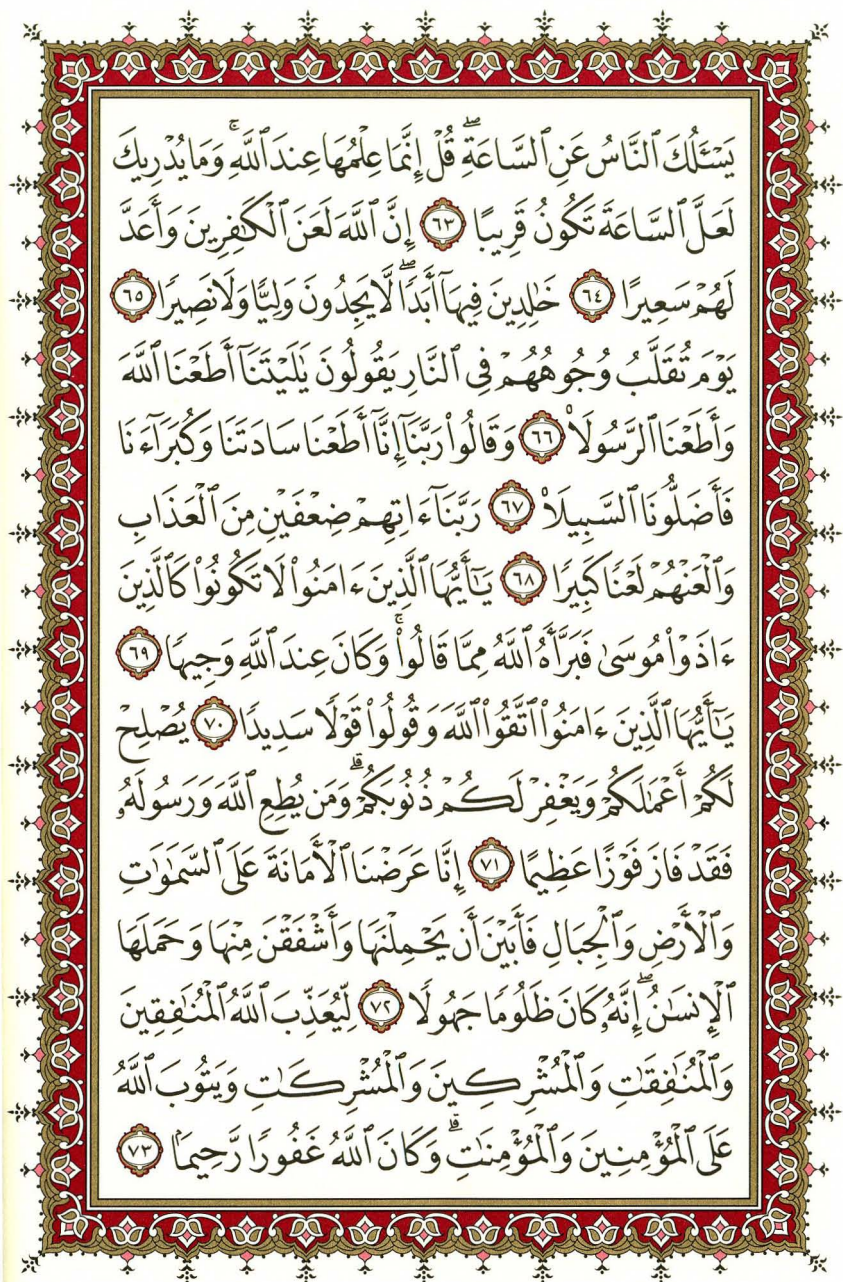 يَسْـَٔلُكَ ٱلنَّاسُ عَنِ ٱلسَّاعَةِۖ قُلْ إِنَّمَا عِلْمُهَا عِندَ ٱللَّهِۚ وَمَا يُدْرِيكَ
لَعَلَّ ٱلسَّاعَةَ تَكُونُ قَرِيبًا ٦٣ إِنَّ ٱللَّهَ لَعَنَ ٱلْكَٰفِرِينَ وَأَعَدَّ
لَهُمْ سَعِيرًا ٦٤ خَٰلِدِينَ فِيهَآ أَبَدًاۖ لَّا يَجِدُونَ وَلِيًّا وَلَا نَصِيرًا ٦٥
يَوْمَ تُقَلَّبُ وُجُوهُهُمْ فِى ٱلنَّارِ يَقُولُونَ يَٰلَيْتَنَآ أَطَعْنَا ٱللَّهَ
وَأَطَعْنَا ٱلرَّسُولَا۠ ٦٦ وَقَالُوا۟ رَبَّنَآ إِنَّآ أَطَعْنَا سَادَتَنَا وَكُبَرَآءَنَا
فَأَضَلُّونَا ٱلسَّبِيلَا۠ ٦٧ رَبَّنَآ ءَاتِهِمْ ضِعْفَيْنِ مِنَ ٱلْعَذَابِ
وَٱلْعَنْهُمْ لَعْنًا كَبِيرًا ٦٨ يَٰٓأَيُّهَا ٱلَّذِينَ ءَامَنُوا۟ لَا تَكُونُوا۟ كَٱلَّذِينَ
ءَاذَوْا۟ مُوسَىٰ فَبَرَّأَهُ ٱللَّهُ مِمَّا قَالُوا۟ۚ وَكَانَ عِندَ ٱللَّهِ وَجِيهًا ٦٩
يَٰٓأَيُّهَا ٱلَّذِينَ ءَامَنُوا۟ ٱتَّقُوا۟ ٱللَّهَ وَقُولُوا۟ قَوْلًا سَدِيدًا ٧٠ يُصْلِحْ
لَكُمْ أَعْمَٰلَكُمْ وَيَغْفِرْ لَكُمْ ذُنُوبَكُمْۗ وَمَن يُطِعِ ٱللَّهَ وَرَسُولَهُۥ
فَقَدْ فَازَ فَوْزًا عَظِيمًا ٧١ إِنَّا عَرَضْنَا ٱلْأَمَانَةَ عَلَى ٱلسَّمَٰوَٰتِ
وَٱلْأَرْضِ وَٱلْجِبَالِ فَأَبَيْنَ أَن يَحْمِلْنَهَا وَأَشْفَقْنَ مِنْهَا وَحَمَلَهَا
ٱلْإِنسَٰنُۖ إِنَّهُۥ كَانَ ظَلُومًا جَهُولًا ٧٢ لِّيُعَذِّبَ ٱللَّهُ ٱلْمُنَٰفِقِينَ
وَٱلْمُنَٰفِقَٰتِ وَٱلْمُشْرِكِينَ وَٱلْمُشْرِكَٰتِ وَيَتُوبَ ٱللَّهُ
عَلَى ٱلْمُؤْمِنِينَ وَٱلْمُؤْمِنَٰتِۗ وَكَانَ ٱللَّهُ غَفُورًا رَّحِيمًۢا ٧٣